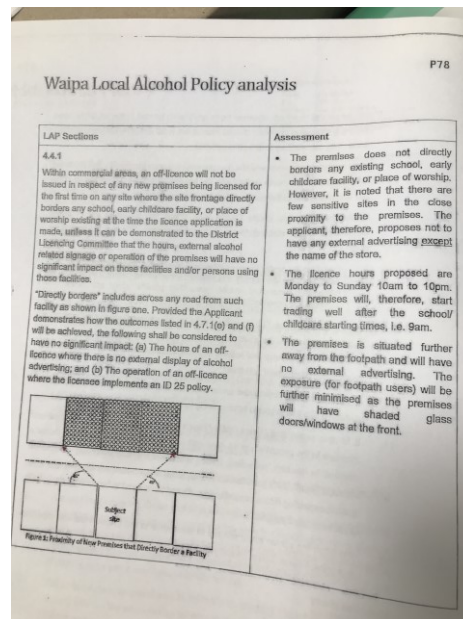 P78
Waipa Local Alcohol Policy analysis
LAP Sections
4.4.1
Within commercial areas, an off-licence will not be
issued in respect of any new premises being licensed for
the first time on any site where the site frontage directly
borders any school, early childcare facility, or place of
worship existing at the time the licence application is
made, unless it can be demonstrated to the District
Licencing Committee that the hours, external alcohol
related signage or operation of the premises will have no
significant impact on those facilities and/or persons using
those facilities.
"Directly borders" includes across any road from such
facility as shown in figure one. Provided the Applicant
demonstrates how the outcomes listed in 4.7.1(e) and (f)
will be achieved, the following shall be considered to
have no significant impact: (a) The hours of an off-
licence where there is no external display of alcohol
advertising; and (b) The operation of an off-licence
where the licensee implements an ID 25 policy.
Subject
site
Figure 1: Proximity of New Premises that Directly Border a Facility
Assessment
• The premises does not directly
borders any existing school, early
childcare facility, or place of worship.
However, it is noted that there are
few sensitive sites in the close
proximity to the premises. The
applicant, therefore, proposes not to
have any external advertising except
the name of the store.
• The licence hours proposed are
Monday to Sunday 10am to 10pm.
The premises will, therefore, start
trading well after the school/
childcare starting times, i.e. 9am.
• The premises is situated further
away from the footpath and will have
no external advertising. The
exposure (for footpath users) will be
further minimised as the premises
will have shaded glass
doors/windows at the front.